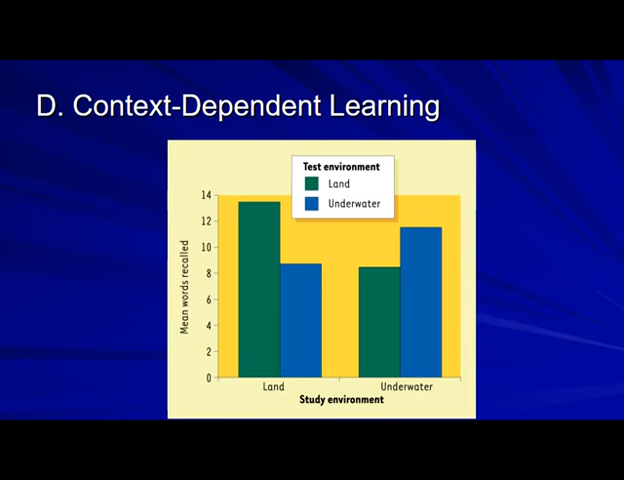 D. Context-Dependent Learning
Test environment
Land
Underwater
14
12
10
8
6
4
2
0
Mean words recalled
Land
Underwater
Study environment